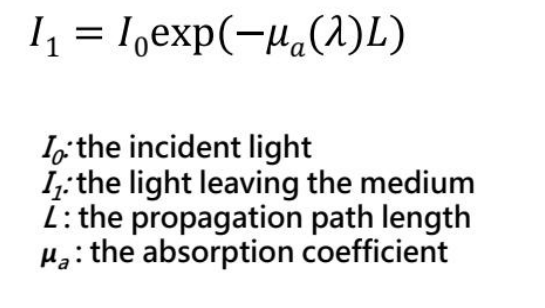 I₁ = I₀exp(−μₐ(λ)L)
I₀: the incident light
I₁: the light leaving the medium
L: the propagation path length
μₐ: the absorption coefficient